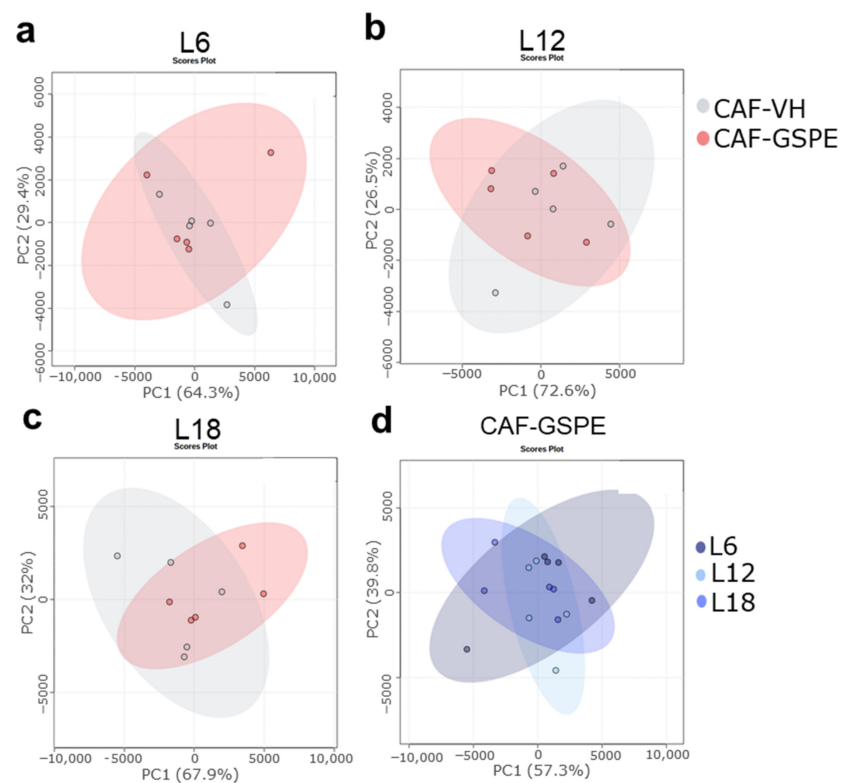 a
L6
Scores Plot
PC2 (29.4%)
6000
4000
2000
0
−2000
−4000
−6000
−10,000
-5000
0
5000
10,000
PC1 (64.3%)
b
L12
Scores Plot
PC2 (26.5%)
4000
2000
0
−2000
−4000
−6000
−5000
0
5000
PC1 (72.6%)
CAF-VH
CAF-GSPE
c
L18
Scores Plot
PC2 (32%)
5000
0
−5000
−10,000
-5000
0
5000
10,000
PC1 (67.9%)
d
CAF-GSPE
Scores Plot
PC2 (39.8%)
5000
0
−5000
−10,000
-5000
0
5000
10,000
PC1 (57.3%)
L6
L12
L18